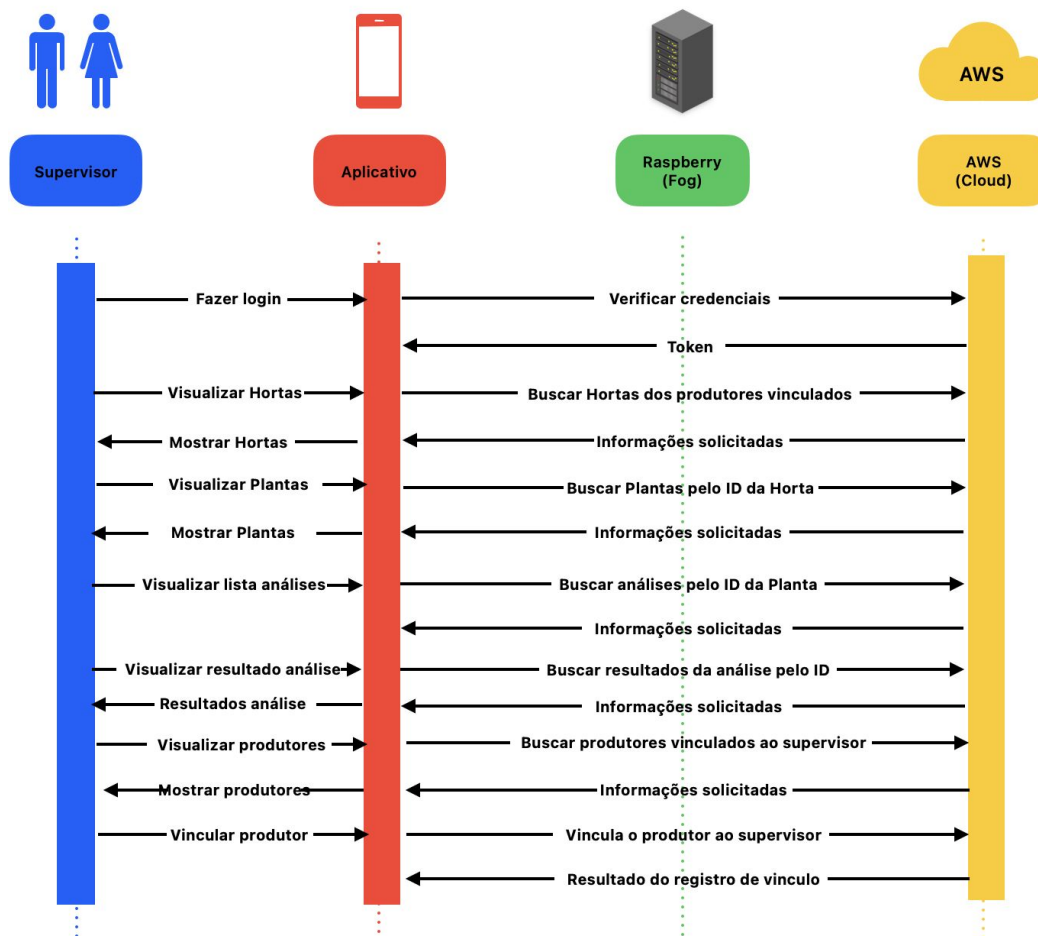 AWS
Supervisor
Aplicativo
Raspberry
(Fog)
AWS
(Cloud)
Fazer login
Verificar credenciais
Token
Visualizar Hortas
Buscar Hortas dos produtores vinculados
Mostrar Hortas
Informações solicitadas
Visualizar Plantas
Buscar Plantas pelo ID da Horta
Mostrar Plantas
Informações solicitadas
Visualizar lista análises
Buscar análises pelo ID da Planta
Informações solicitadas
Visualizar resultado análise
Buscar resultados da análise pelo ID
Resultados análise
Informações solicitadas
Visualizar produtores
Buscar produtores vinculados ao supervisor
Mostrar produtores
Informações solicitadas
Vincular produtor
Vincula o produtor ao supervisor
Resultado do registro de vinculo